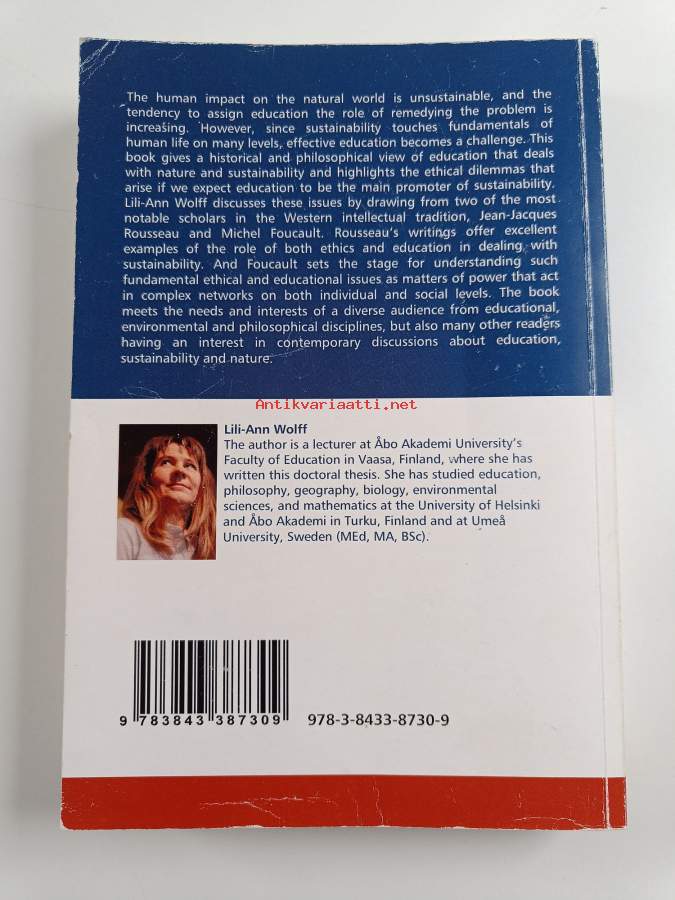 The human impact on the natural world is unsustainable, and the
tendency to assign education the role of remedying the problem is
increasing. However, since sustainability touches fundamentals of
human life on many levels, effective education becomes a challenge. This
book gives a historical and philosophical view of education that deals
with nature and sustainability and highlights the ethical dilemmas that
arise if we expect education to be the main promoter of sustainability.
Lili-Ann Wolff discusses these issues by drawing from two of the most
notable scholars in the Western intellectual tradition, Jean-Jacques
Rousseau and Michel Foucault. Rousseau's writings offer excellent
examples of the role of both ethics and education in dealing with
sustainability. And Foucault sets the stage for understanding such
fundamental ethical and educational issues as matters of power that act
in complex networks on both individual and social levels. The book
meets the needs and interests of a diverse audience from educational,
environmental and philosophical disciplines, but also many other readers
having an interest in contemporary discussions about education,
sustainability and nature.
Antikvariaatti.net
Lili-Ann Wolff
The author is a lecturer at Åbo Akademi University's
Faculty of Education in Vaasa, Finland, where she has
written this doctoral thesis. She has studied education,
philosophy, geography, biology, environmental
sciences, and mathematics at the University of Helsinki
and Åbo Akademi in Turku, Finland and at Umeå
University, Sweden (MEd, MA, BSc).
9 783843 387309
978-3-8433-8730-9